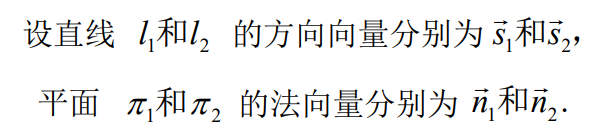 设直线 l₁和l₂ 的方向向量分别为 s⃗₁和s⃗₂,
平面 π₁和π₂ 的法向量分别为 n⃗₁和n⃗₂.